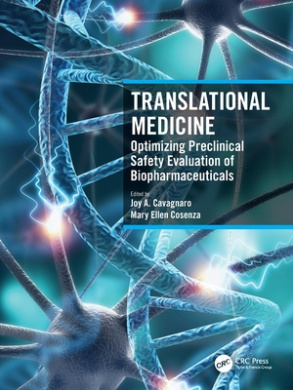 TRANSLATIONAL
MEDICINE
Optimizing Preclinical
Safety Evaluation of
Biopharmaceuticals
Edited by
Joy A. Cavagnaro
Mary Ellen Cosenza
CRC
CRC Press
Taylor & Francis Group